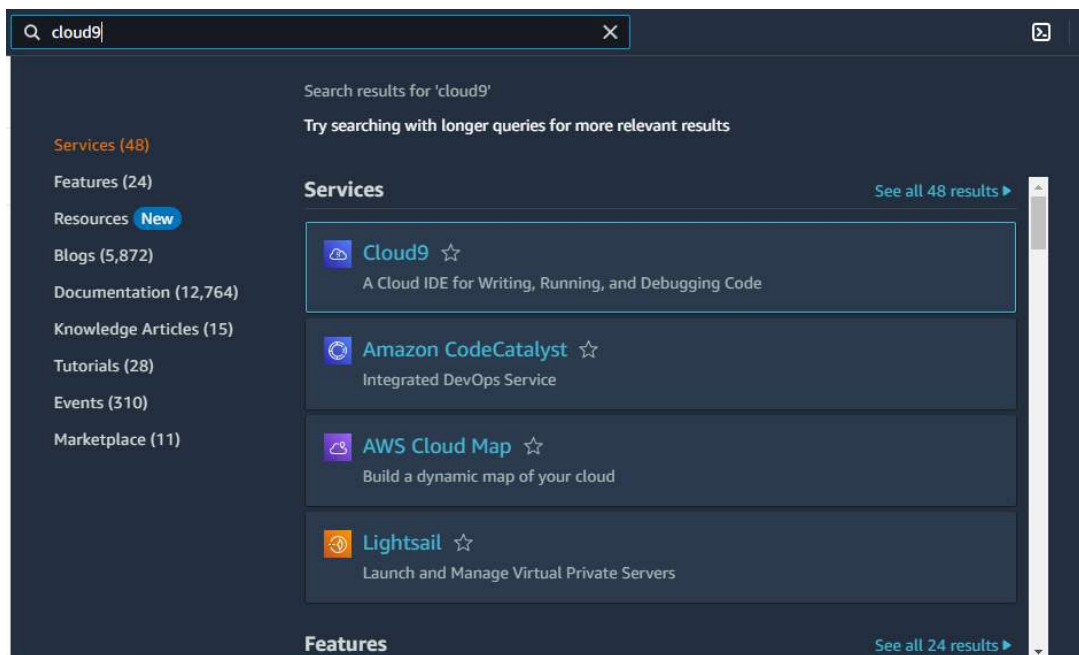 cloud9
Search results for 'cloud9'
Try searching with longer queries for more relevant results
Services (48)
Features (24)
Resources New
Blogs (5,872)
Documentation (12,764)
Knowledge Articles (15)
Tutorials (28)
Events (310)
Marketplace (11)
Services
See all 48 results
Cloud9
A Cloud IDE for Writing, Running, and Debugging Code
Amazon CodeCatalyst
Integrated DevOps Service
AWS Cloud Map
Build a dynamic map of your cloud
Lightsail
Launch and Manage Virtual Private Servers
Features
See all 24 results